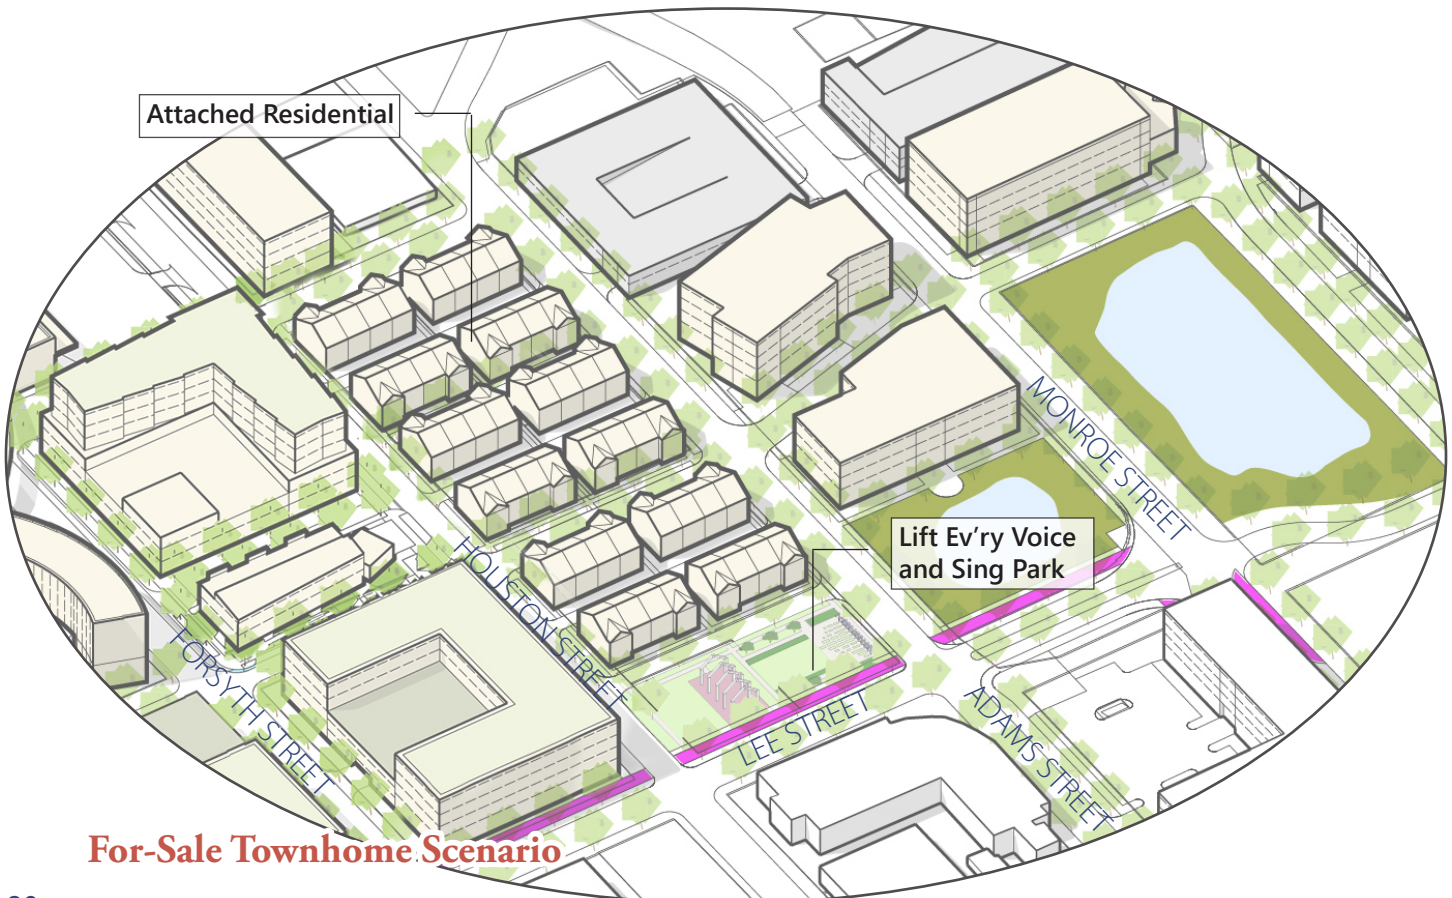 Attached Residential
MONROE STREET
Lift Ev'ry Voice
and Sing Park
HOUSTON STREET
FORSYTH STREET
LEE STREET
ADAMS STREET
For-Sale Townhome Scenario